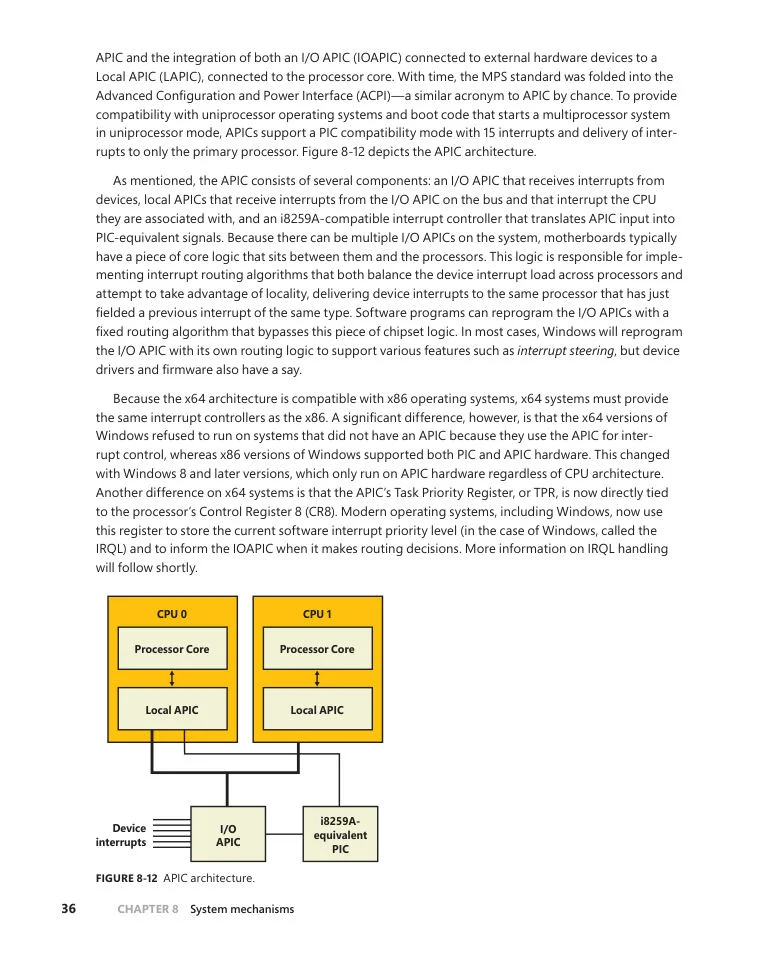 APIC and the integration of both an I/O APIC (IOAPIC) connected to external hardware devices to a
Local APIC (LAPIC), connected to the processor core. With time, the MPS standard was folded into the
Advanced Configuration and Power Interface (ACPI)—a similar acronym to APIC by chance. To provide
compatibility with uniprocessor operating systems and boot code that starts a multiprocessor system
in uniprocessor mode, APICs support a PIC compatibility mode with 15 interrupts and delivery of inter-
rupts to only the primary processor. Figure 8-12 depicts the APIC architecture.
As mentioned, the APIC consists of several components: an I/O APIC that receives interrupts from
devices, local APICs that receive interrupts from the I/O APIC on the bus and that interrupt the CPU
they are associated with, and an i8259A-compatible interrupt controller that translates APIC input into
PIC-equivalent signals. Because there can be multiple I/O APICs on the system, motherboards typically
have a piece of core logic that sits between them and the processors. This logic is responsible for imple-
menting interrupt routing algorithms that both balance the device interrupt load across processors and
attempt to take advantage of locality, delivering device interrupts to the same processor that has just
fielded a previous interrupt of the same type. Software programs can reprogram the I/O APICs with a
fixed routing algorithm that bypasses this piece of chipset logic. In most cases, Windows will reprogram
the I/O APIC with its own routing logic to support various features such as interrupt steering, but device
drivers and firmware also have a say.
Because the x64 architecture is compatible with x86 operating systems, x64 systems must provide
the same interrupt controllers as the x86. A significant difference, however, is that the x64 versions of
Windows refused to run on systems that did not have an APIC because they use the APIC for inter-
rupt control, whereas x86 versions of Windows supported both PIC and APIC hardware. This changed
with Windows 8 and later versions, which only run on APIC hardware regardless of CPU architecture.
Another difference on x64 systems is that the APIC's Task Priority Register, or TPR, is now directly tied
to the processor's Control Register 8 (CR8). Modern operating systems, including Windows, now use
this register to store the current software interrupt priority level (in the case of Windows, called the
IRQL) and to inform the IOAPIC when it makes routing decisions. More information on IRQL handling
will follow shortly.
CPU 0
Processor Core
Local APIC
CPU 1
Processor Core
Local APIC
Device
interrupts
I/O
APIC
i8259A-
equivalent
PIC
FIGURE 8-12 APIC architecture.
36 CHAPTER 8 System mechanisms